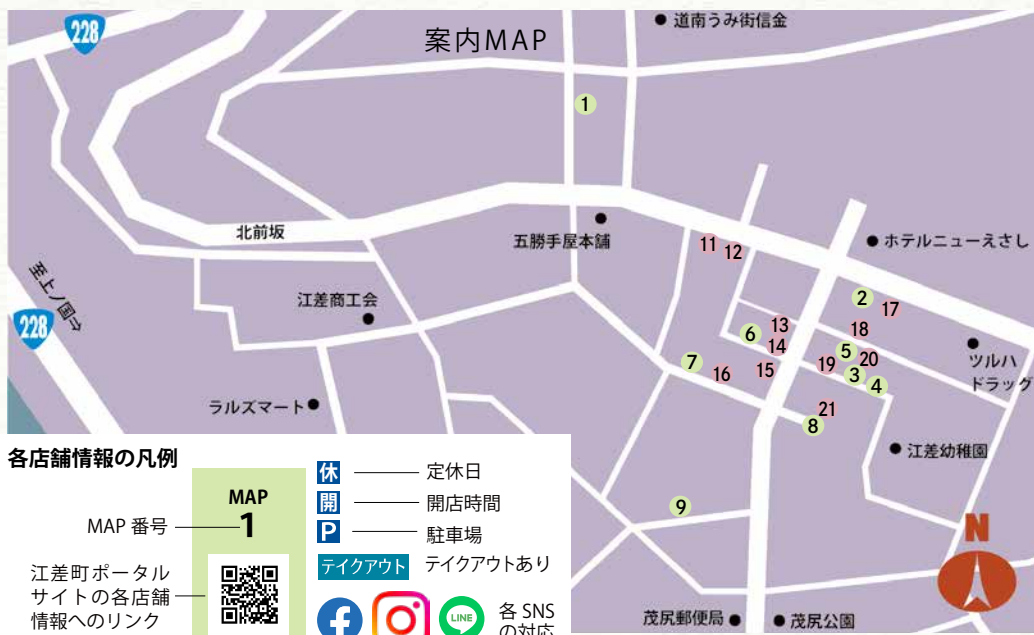 案内MAP
道南うみ街信金
228
1
北前坂
五勝手屋本舗
11
12
ホテルニューえさし
至上ノ国⇨
228
江差商工会
2
17
6
13
18
14
5
20
ツルハ
ドラッグ
7
16
15
19
3
4
ラルズマート
21
8
江差幼稚園
9
N
茂尻郵便局
茂尻公園
各店舗情報の凡例
MAP 番号
MAP
1
江差町ポータル
サイトの各店舗
情報へのリンク
休 定休日
開 開店時間
P 駐車場
テイクアウト テイクアウトあり
LINE
各 SNS
の対応